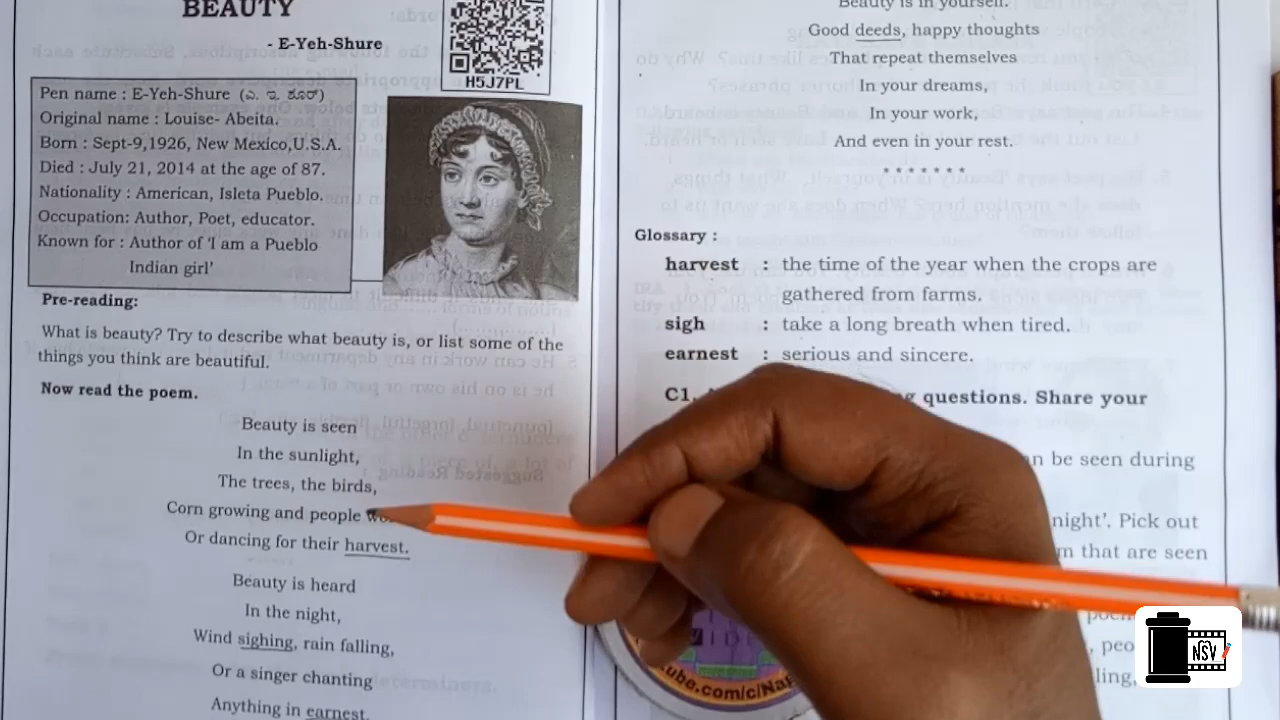 BEAUTY
- E-Yeh-Shure
H5J7PL
Pen name : E-Yeh-Shure (ಎ. ಇ. ಶುರೆ)
Original name : Louise- Abeita.
Born : Sept-9,1926, New Mexico,U.S.A.
Died : July 21, 2014 at the age of 87.
Nationality : American, Isleta Pueblo.
Occupation: Author, Poet, educator.
Known for : Author of 'I am a Pueblo
Indian girl'
Pre-reading:
What is beauty? Try to describe what beauty is, or list some of the
things you think are beautiful.
Now read the poem.
Beauty is seen
In the sunlight,
The trees, the birds,
Corn growing and people
Or dancing for their harvest.
Beauty is heard
In the night,
Wind sighing, rain falling,
Or a singer chanting
Anything in earnest.
Beauty is in yourself.
Good deeds, happy thoughts
That repeat themselves
In your dreams,
In your work,
And even in your rest.
* * * * * * *
Glossary :
harvest : the time of the year when the crops are
gathered from farms.
sigh : take a long breath when tired.
earnest : serious and sincere.
C1. questions. Share your
be seen during
night'. Pick out
that are seen
NSV